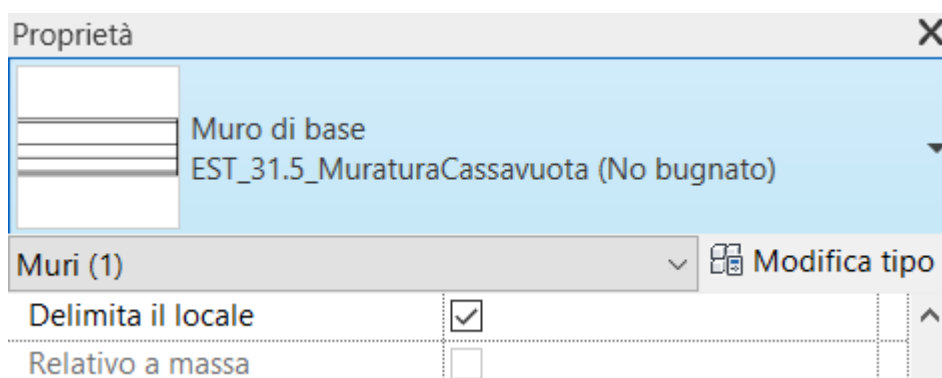 Proprietà
Muro di base
EST_31.5_MuraturaCassavuota (No bugnato)
Muri (1) Modifica tipo
Delimita il locale
Relativo a massa